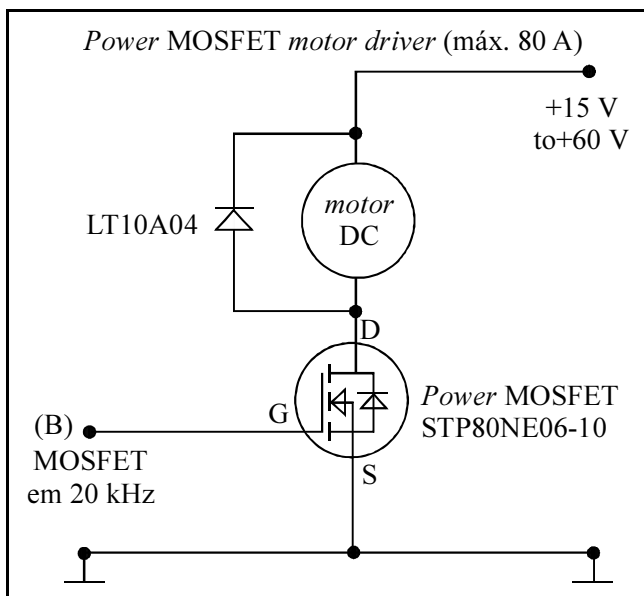 Power MOSFET motor driver (máx. 80 A)
+15 V
to+60 V
motor
DC
LT10A04
D
Power MOSFET
STP80NE06-10
G
(B)
MOSFET
em 20 kHz
S